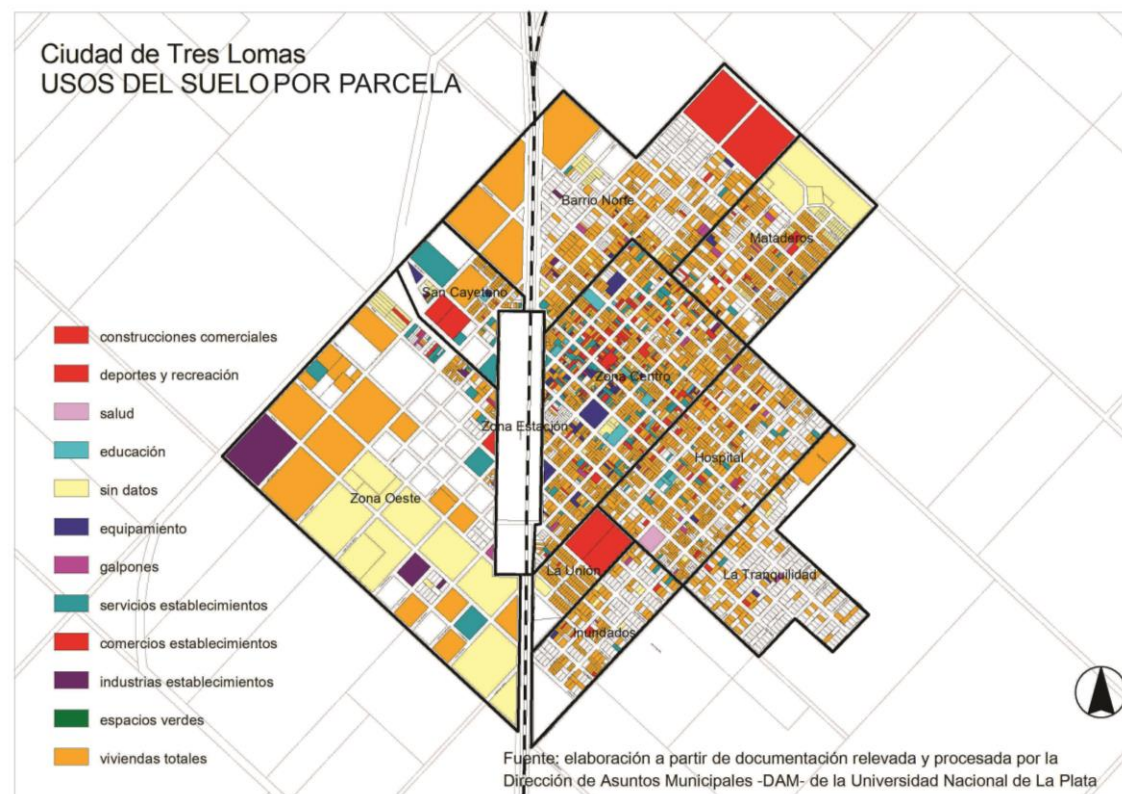 Ciudad de Tres Lomas
USOS DEL SUELO POR PARCELA
Barrio Norte
Mataderos
San Cayetano
Zona Centro
Zona Estación
Hospital
Zona Oeste
La Unión
La Tranquilidad
Inundados
construcciones comerciales
deportes y recreación
salud
educación
sin datos
equipamiento
galpones
servicios establecimientos
comercios establecimientos
industrias establecimientos
espacios verdes
viviendas totales
Fuente: elaboración a partir de documentación relevada y procesada por la
Dirección de Asuntos Municipales -DAM- de la Universidad Nacional de La Plata